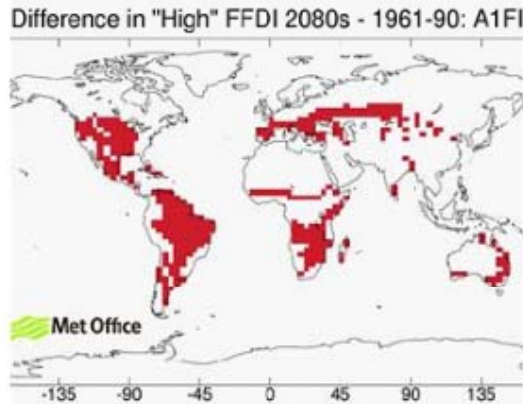 Difference in "High" FFDI 2080s - 1961-90: A1FI
Met Office
-135 -90 -45 0 45 90 135